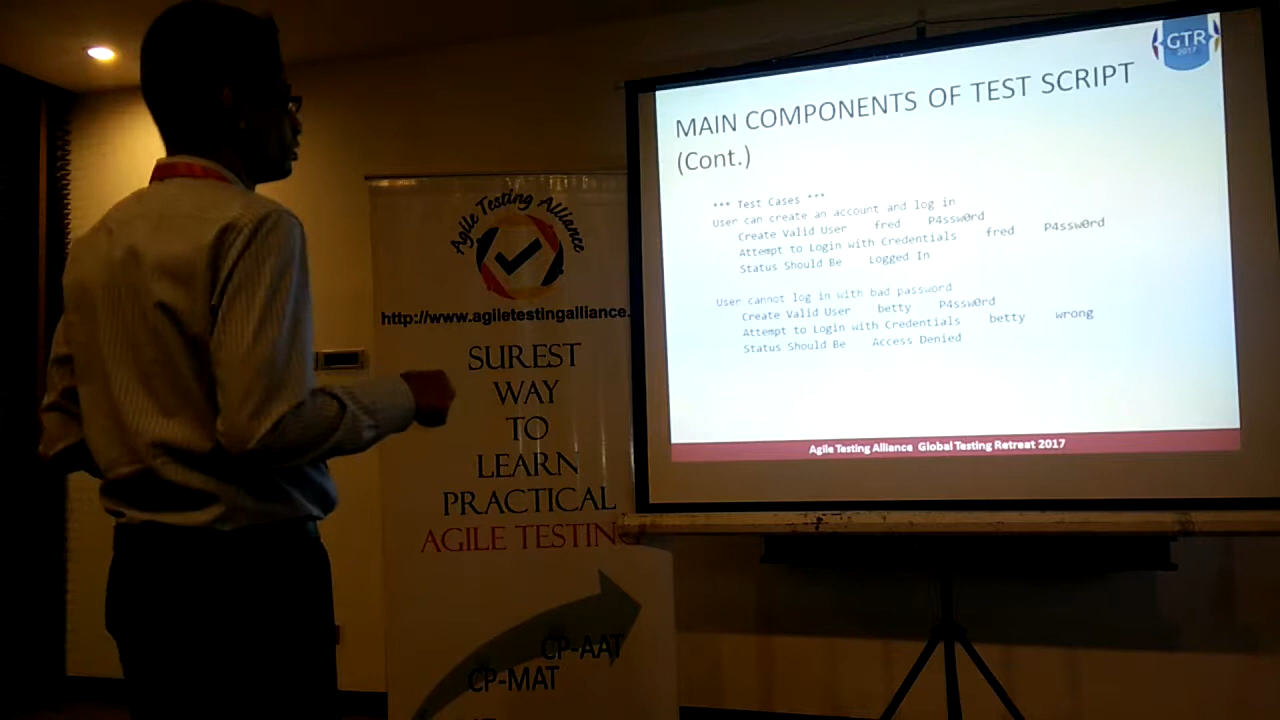 GTR
2017
MAIN COMPONENTS OF TEST SCRIPT
(Cont.)
*** Test Cases ***
User can create an account and log in
Create Valid User fred P4ssw0rd
Attempt to Login with Credentials fred P4ssw0rd
Status Should Be Logged In
User cannot log in with bad password
Create Valid User betty P4ssw0rd
Attempt to Login with Credentials betty wrong
Status Should Be Access Denied
Agile Testing Alliance Global Testing Retreat 2017
Agile Testing Alliance
http://www.agiletestingalliance.
SUREST
WAY
TO
LEARN
PRACTICAL
AGILE TESTING
CP-AAT
CP-MAT